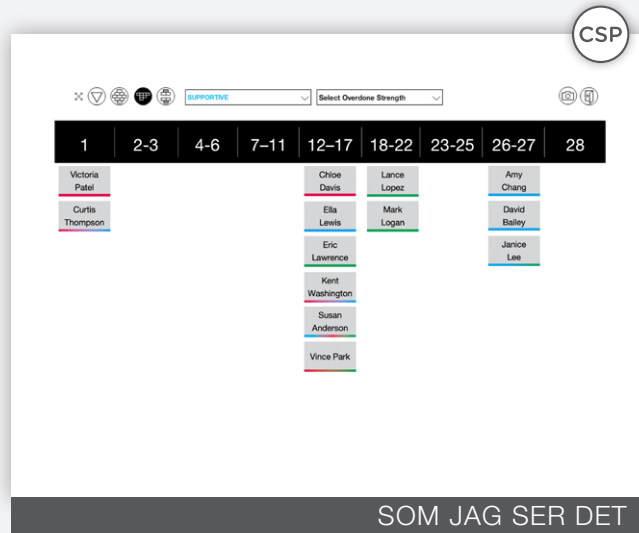 CSP
SUPPORTIVE Select Overdone Strength
1 2-3 4-6 7–11 12–17 18-22 23-25 26-27 28
Victoria Patel
Curtis Thompson
Chloe Davis
Ella Lewis
Eric Lawrence
Kent Washington
Susan Anderson
Vince Park
Lance Lopez
Mark Logan
Amy Chang
David Bailey
Janice Lee
SOM JAG SER DET